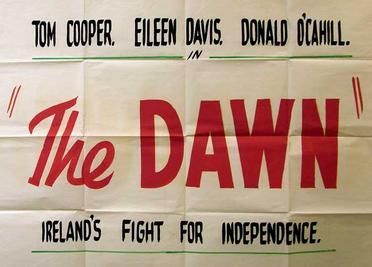 TOM COOPER. EILEEN DAVIS. DONALD O'CAHILL.
IN
"The DAWN"
IRELAND'S FIGHT FOR INDEPENDENCE.